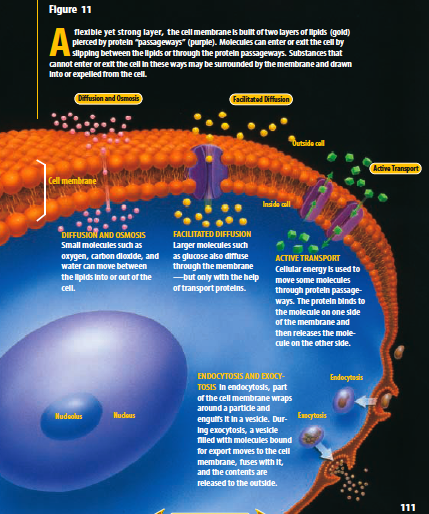 Figure 11
A flexible yet strong layer, the cell membrane is built of two layers of lipids (gold)
pierced by protein "passageways" (purple). Molecules can enter or exit the cell by
slipping between the lipids or through the protein passageways. Substances that
cannot enter or exit the cell in these ways may be surrounded by the membrane and drawn
into or expelled from the cell.
Diffusion and Osmosis
Facilitated Diffusion
Outside cell
Active Transport
Cell membrane
Inside cell
DIFFUSION AND OSMOSIS
Small molecules such as
oxygen, carbon dioxide, and
water can move between
the lipids into or out of the
cell.
FACILITATED DIFFUSION
Larger molecules such
as glucose also diffuse
through the membrane
—but only with the help
of transport proteins.
ACTIVE TRANSPORT
Cellular energy is used to
move some molecules
through protein passage-
ways. The protein binds to
the molecule on one side
of the membrane and
then releases the mole-
cule on the other side.
ENDOCYTOSIS AND EXOCY-
TOSIS In endocytosis, part
of the cell membrane wraps
around a particle and
engulfs it in a vesicle. Dur-
ing exocytosis, a vesicle
filled with molecules bound
for export moves to the cell
membrane, fuses with it,
and the contents are
released to the outside.
Endocytosis
Exocytosis
Nucleolus
Nucleus
111